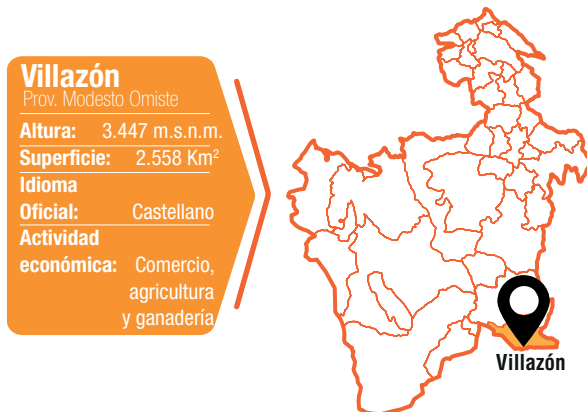 Villazón
Prov. Modesto Omiste
Altura: 3.447 m.s.n.m.
Superficie: 2.558 Km²
Idioma
Oficial: Castellano
Actividad
económica: Comercio,
agricultura
y ganadería
Villazón